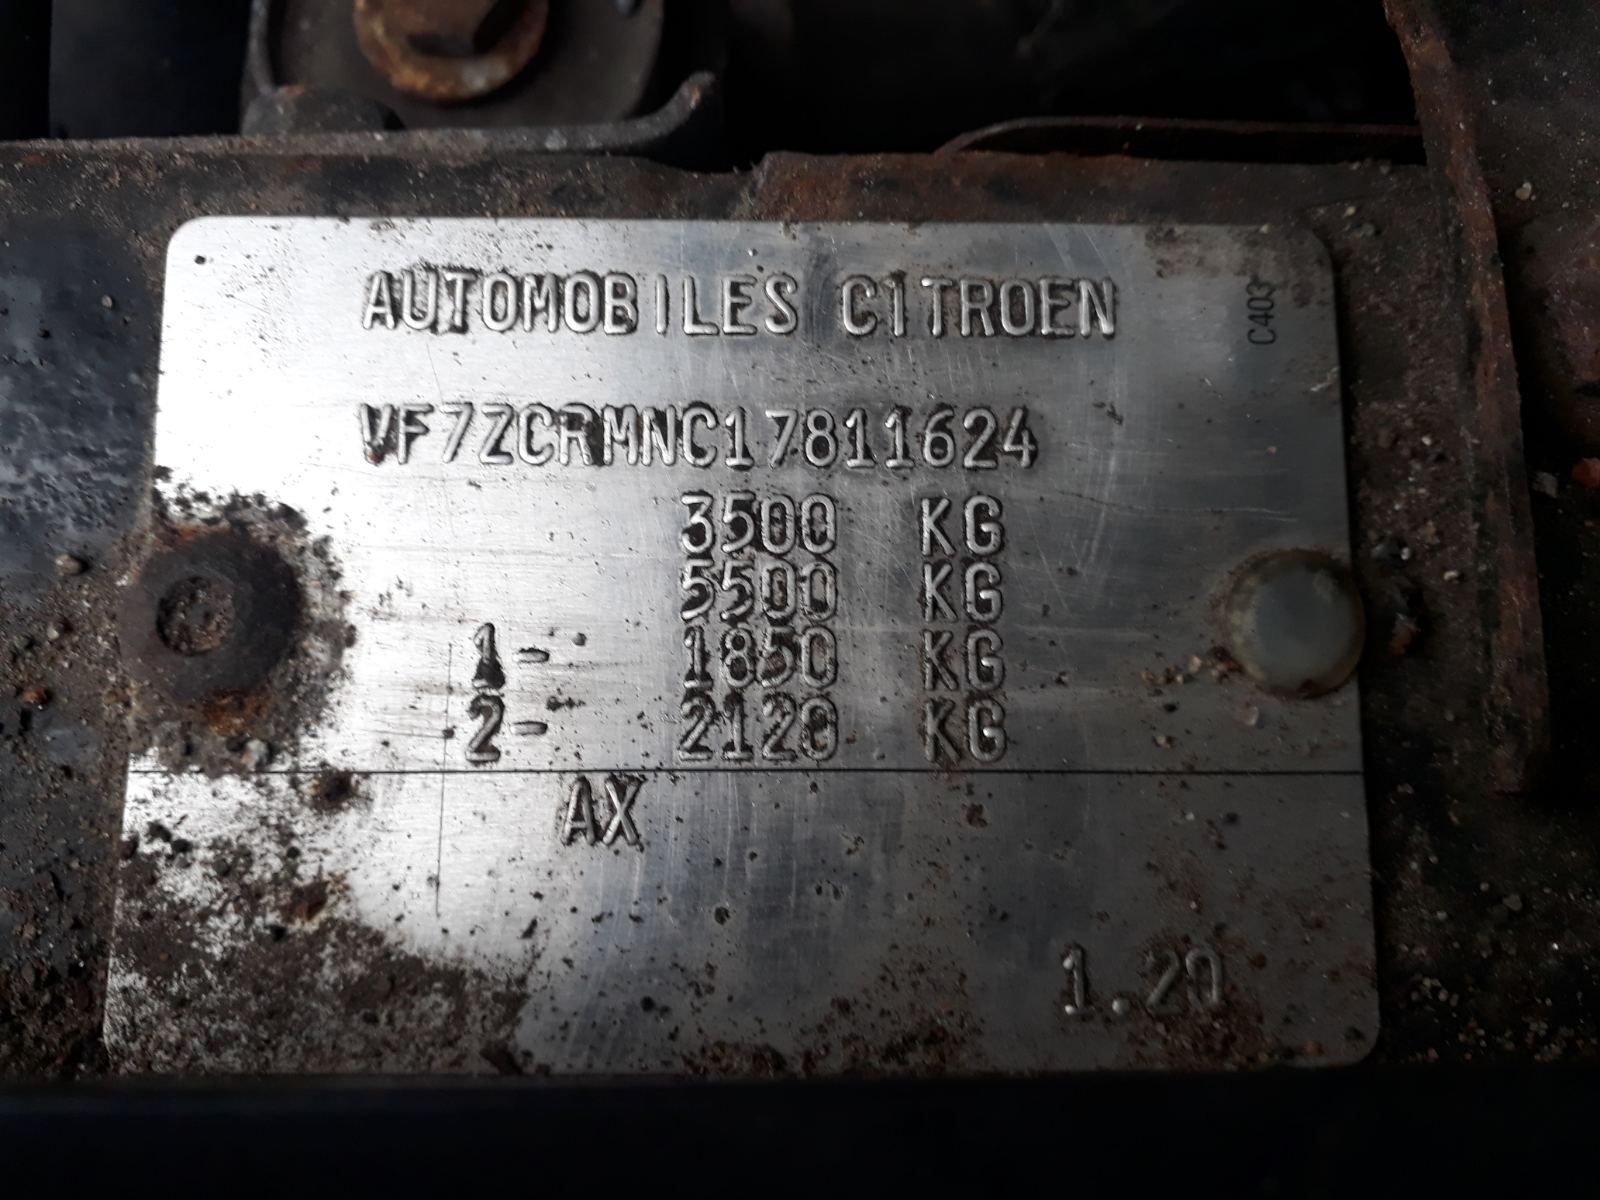 AUTOMOBILES CITROEN
C403
VF7ZCRMNC17811624
3500 KG
5500 KG
1- 1850 KG
2- 2120 KG
AX
1.20